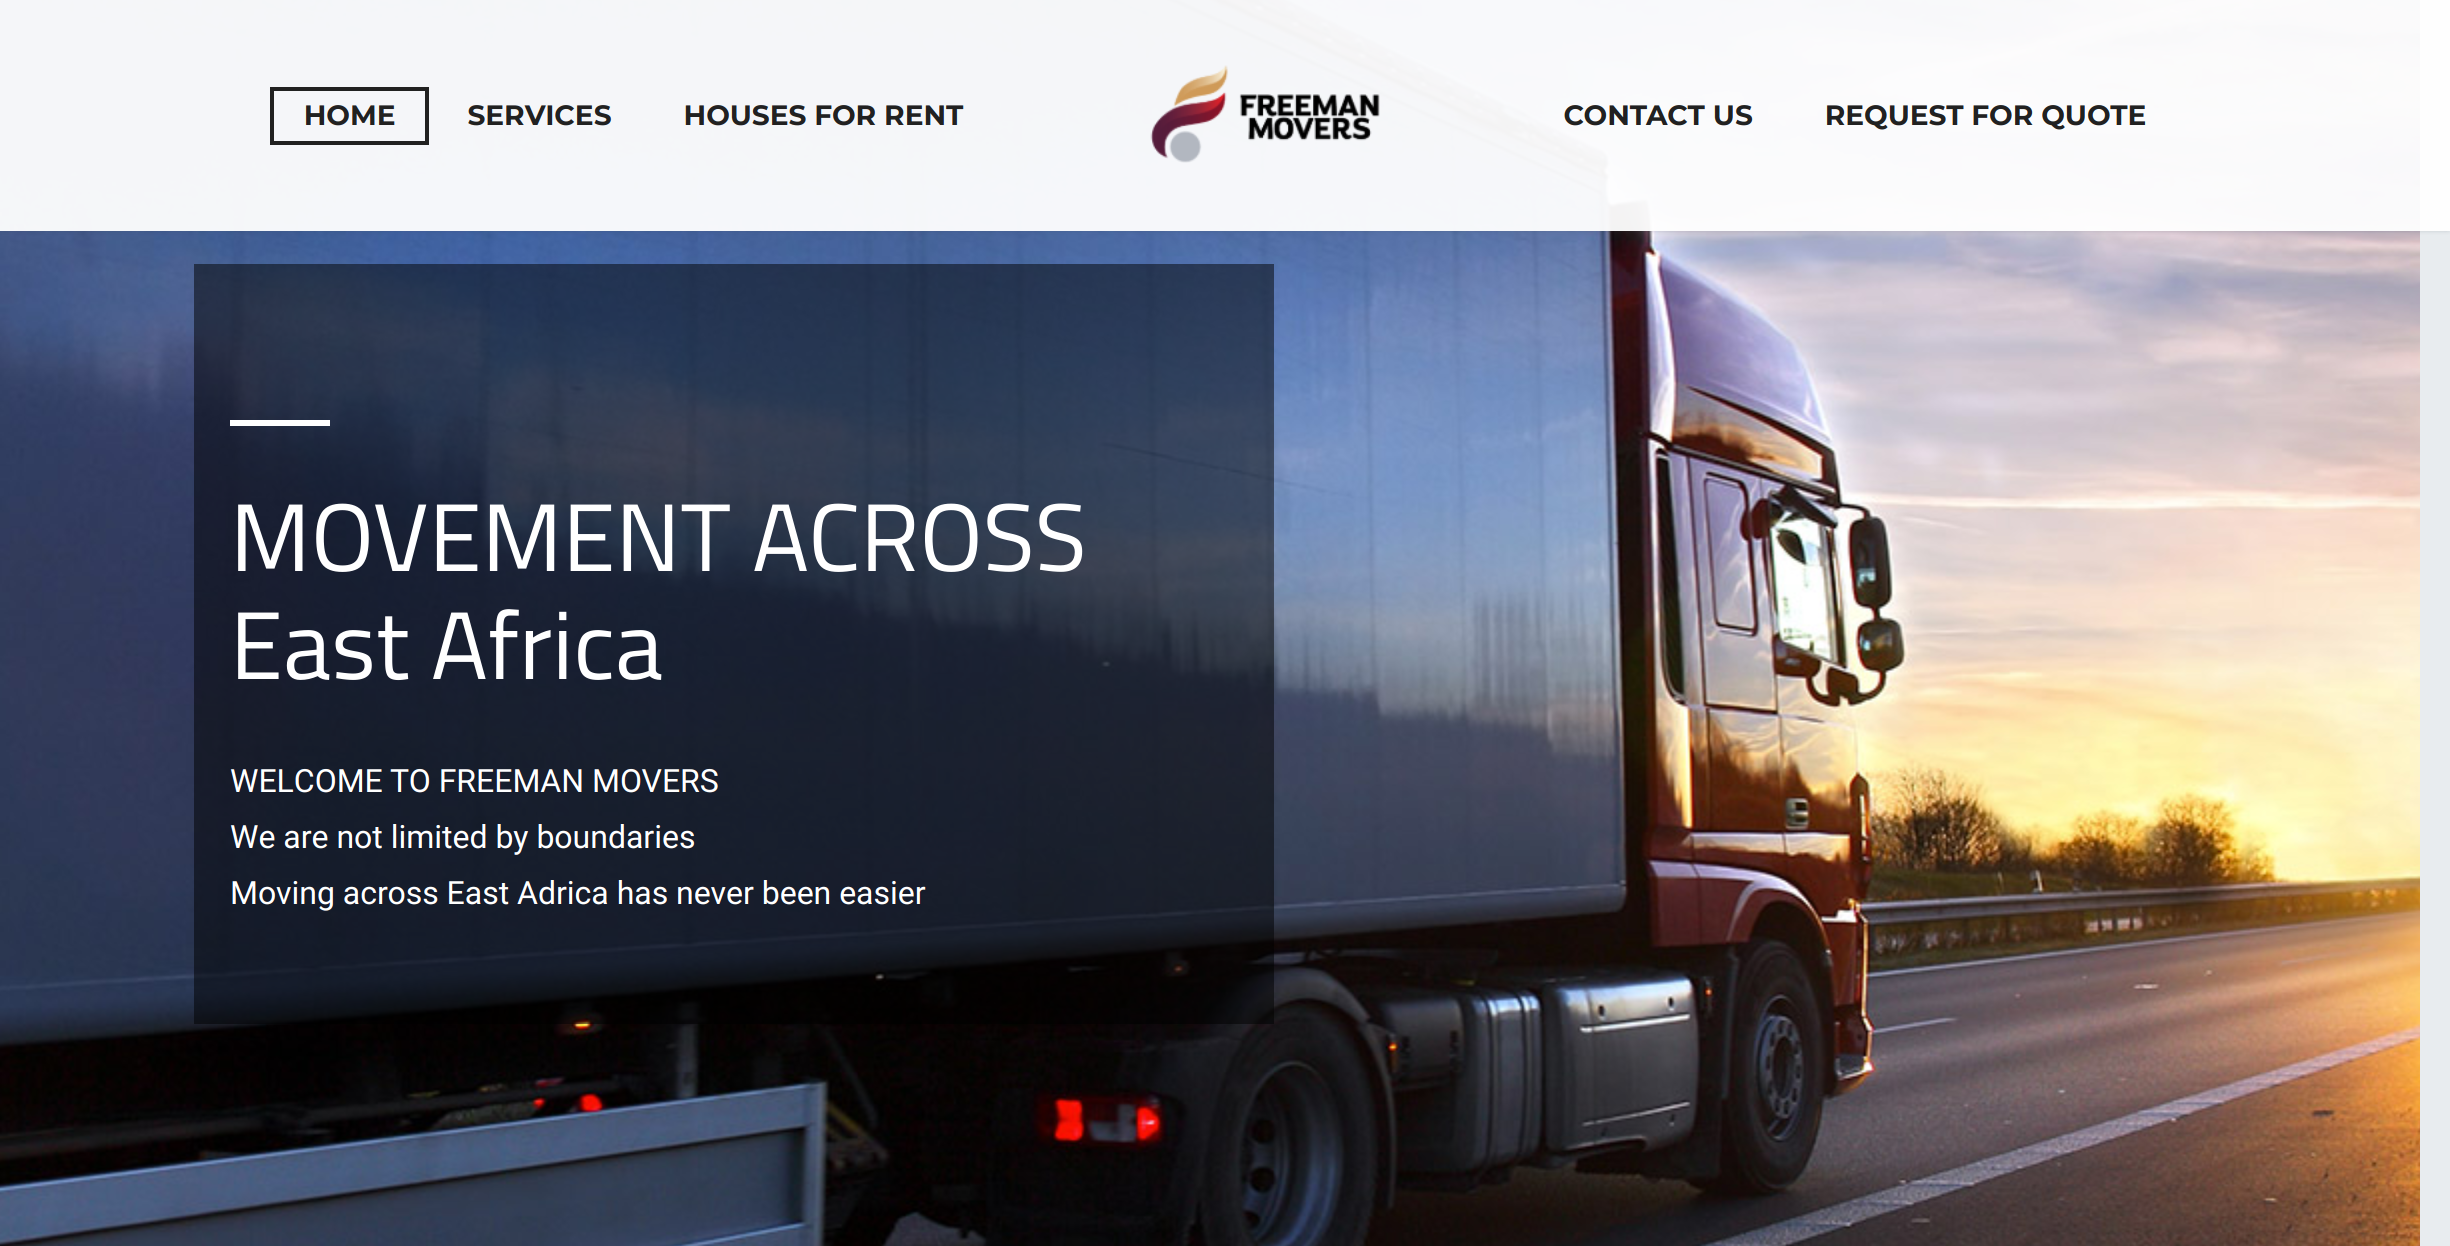 HOME SERVICES HOUSES FOR RENT FREEMAN MOVERS CONTACT US REQUEST FOR QUOTE
MOVEMENT ACROSS
East Africa
WELCOME TO FREEMAN MOVERS
We are not limited by boundaries
Moving across East Adrica has never been easier